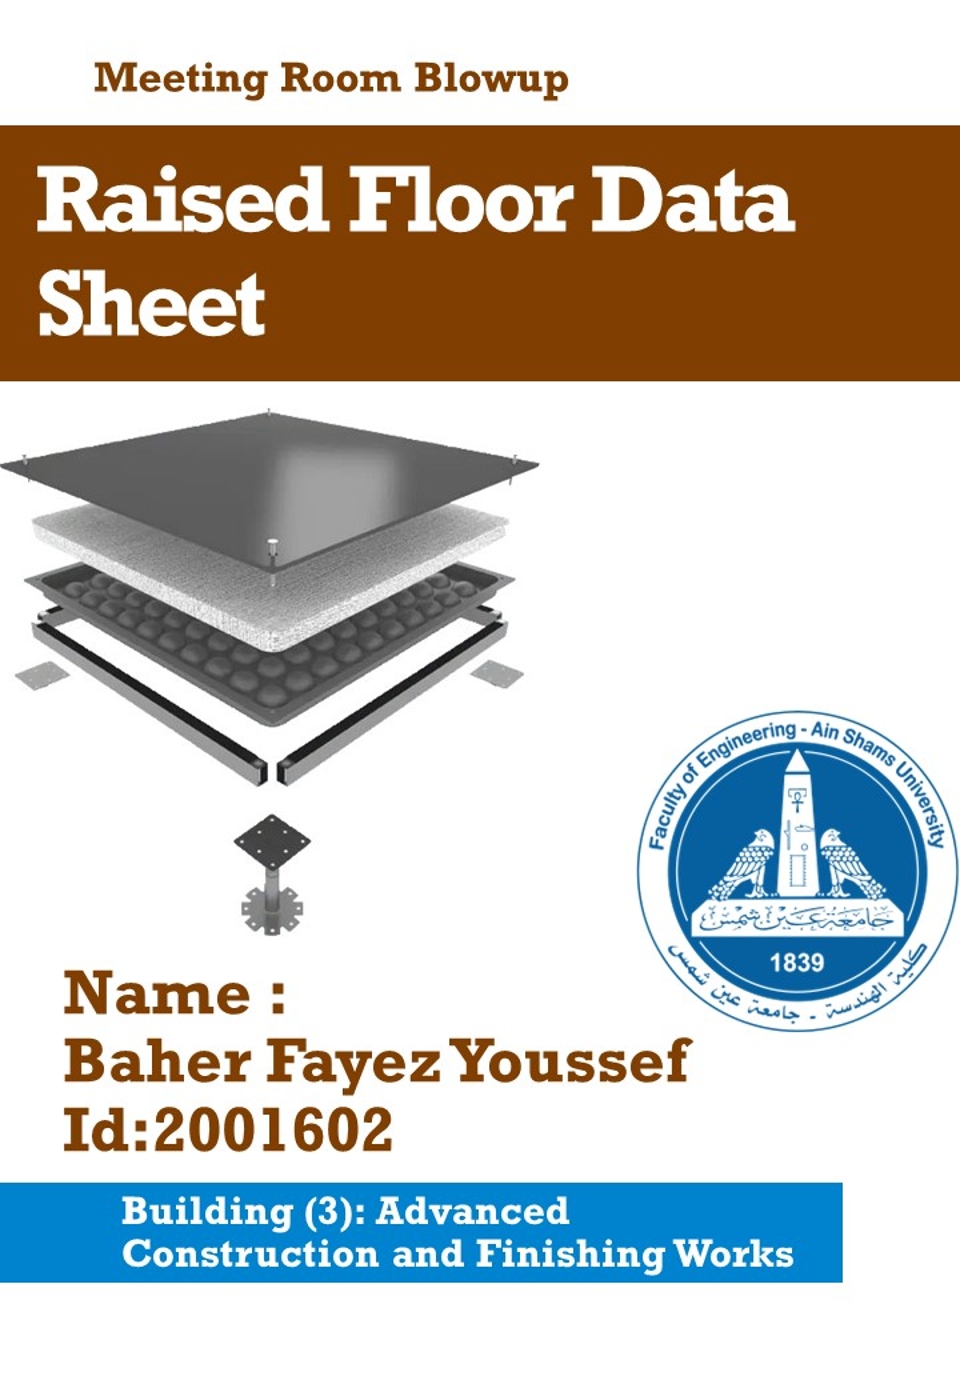 Meeting Room Blowup
Raised Floor Data
Sheet
Faculty of Engineering - Ain Shams University
جامعة عين شمس
1839
كلية الهندسة - جامعة عين شمس
Name :
Baher Fayez Youssef
Id:2001602
Building (3): Advanced
Construction and Finishing Works